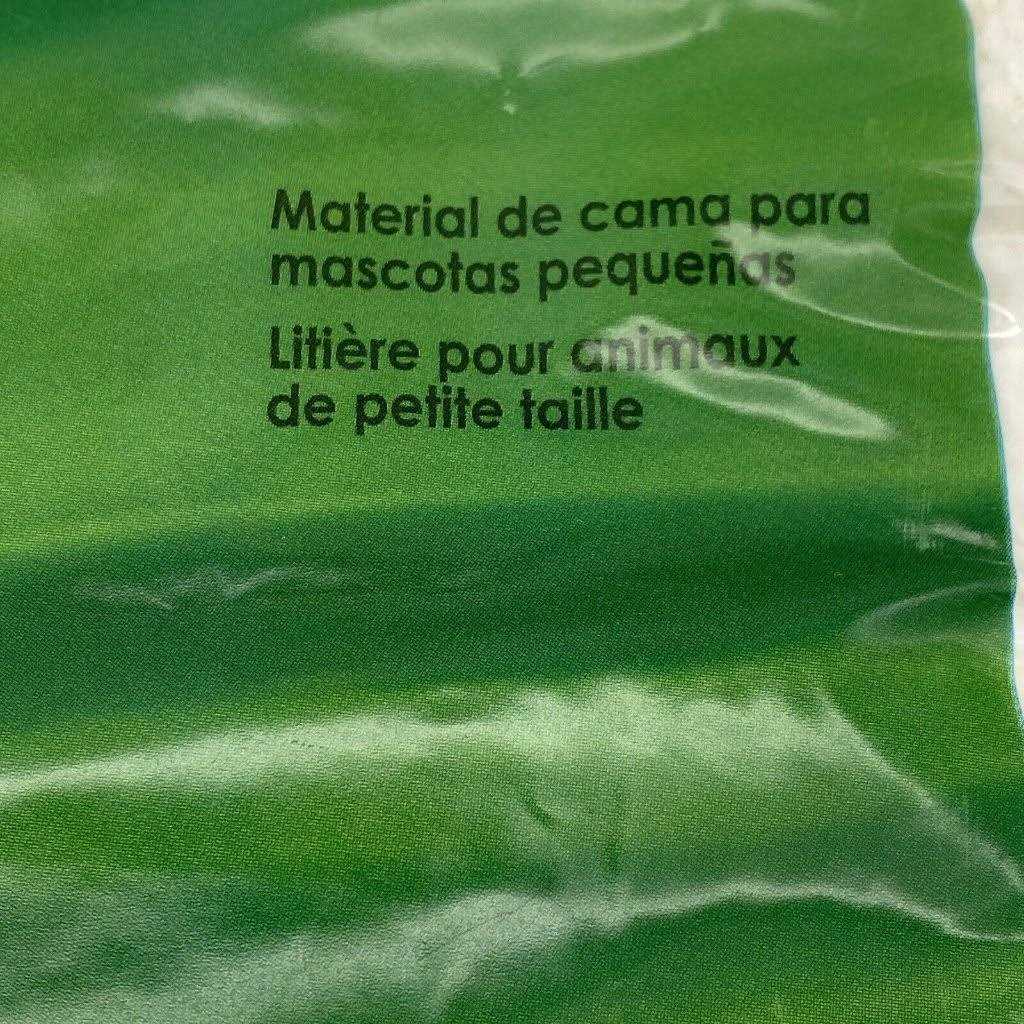 Material de cama para
mascotas pequeñas
Litière pour animaux
de petite taille